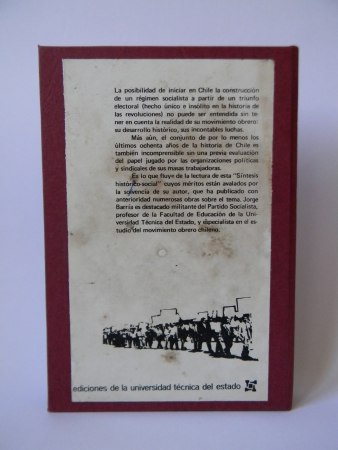 La posibilidad de iniciar en Chile la construcción
de un régimen socialista a partir de un triunfo
electoral (hecho único e insólito en la historia de
las revoluciones) no puede ser entendida sin te-
ner en cuenta la realidad de su movimiento obrero:
su desarrollo histórico, sus incontables luchas.
Más aún, el conjunto de por lo menos los
últimos ochenta años de la historia de Chile es
también incomprensible sin una previa evaluación
del papel jugado por las organizaciones políticas
y sindicales de sus masas trabajadoras.
Es lo que fluye de la lectura de esta "Síntesis
histórico-social" cuyos méritos están avalados por
la solvencia de su autor, que ha publicado con
anterioridad numerosas obras sobre el tema. Jorge
Barría es destacado militante del Partido Socialista,
profesor de la Facultad de Educación de la Uni-
versidad Técnica del Estado, y especialista en el es-
tudio del movimiento obrero chileno.
ediciones de la universidad técnica del estado